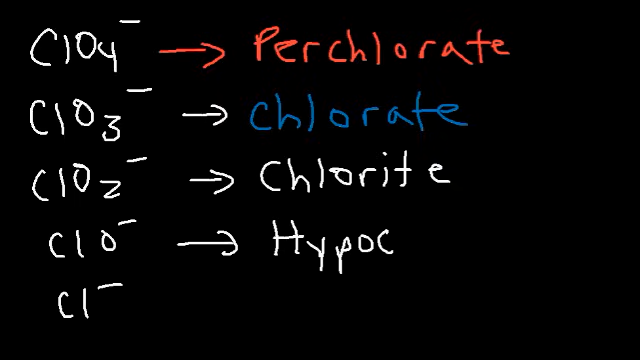 ClO4⁻ → Perchlorate
ClO3⁻ → Chlorate
ClO2⁻ → Chlorite
ClO⁻ → Hypoc
Cl⁻